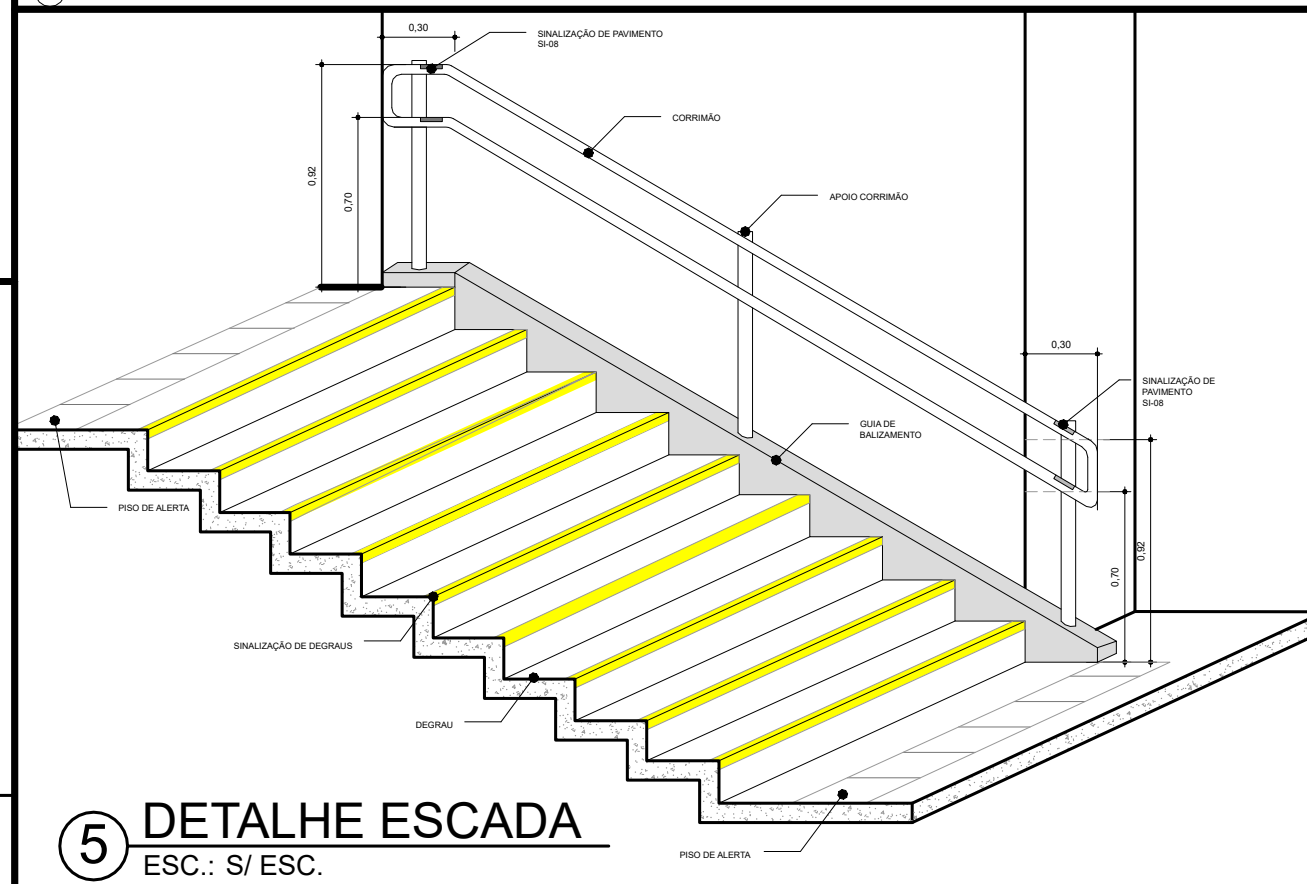 0,30
SINALIZAÇÃO DE PAVIMENTO
SI-08
CORRIMÃO
0,92
0,70
APOIO CORRIMÃO
0,30
SINALIZAÇÃO DE
PAVIMENTO
SI-08
GUIA DE
BALIZAMENTO
PISO DE ALERTA
0,92
0,70
SINALIZAÇÃO DE DEGRAUS
DEGRAU
5
DETALHE ESCADA
ESC.: S/ ESC.
PISO DE ALERTA